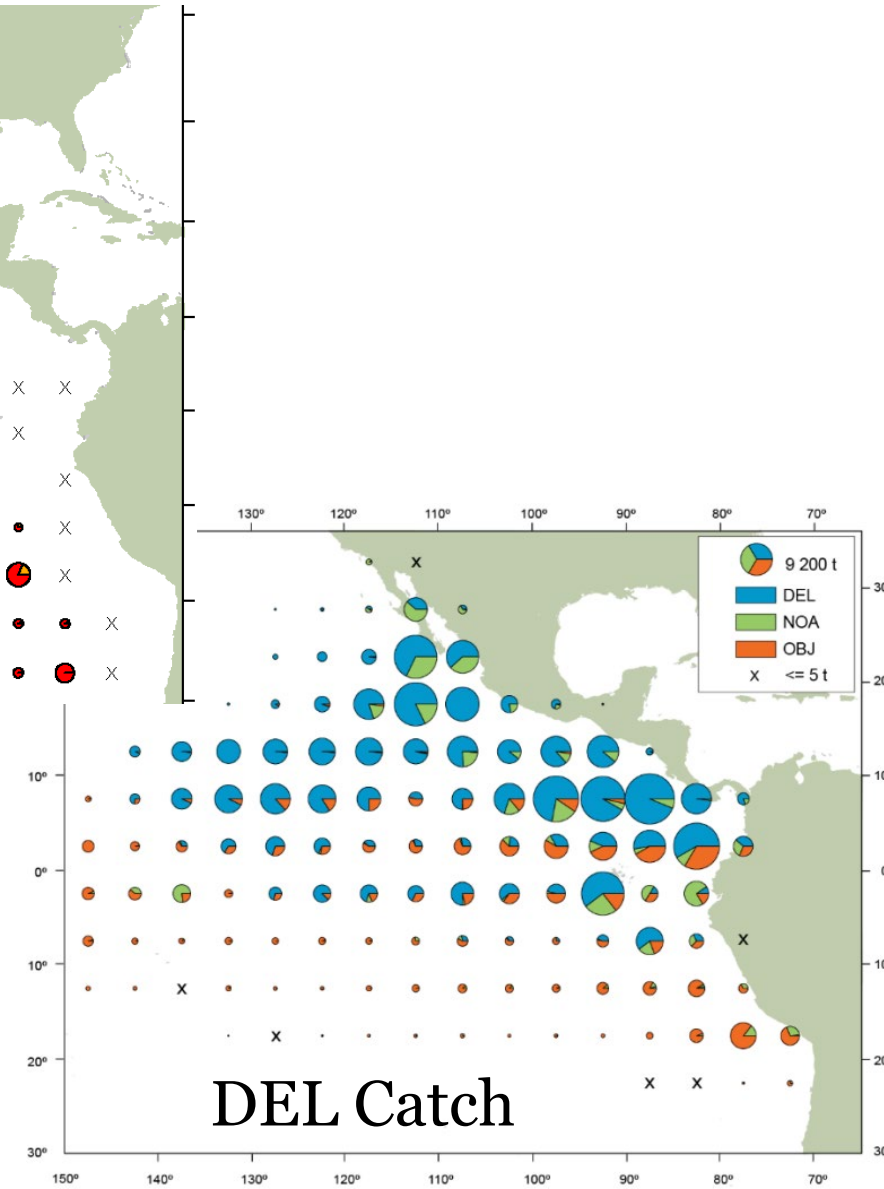 X X
X
X
X
X
X
X
130º 120º 110º 100º 90º 80º 70º
x
9 200 t
30
DEL
NOA
OBJ
x <= 5 t
20
10º 10
0º 0
x
10º 10
x
x
20º 20
x x
DEL Catch
30º 30
150º 140º 130º 120º 110º 100º 90º 80º 70º